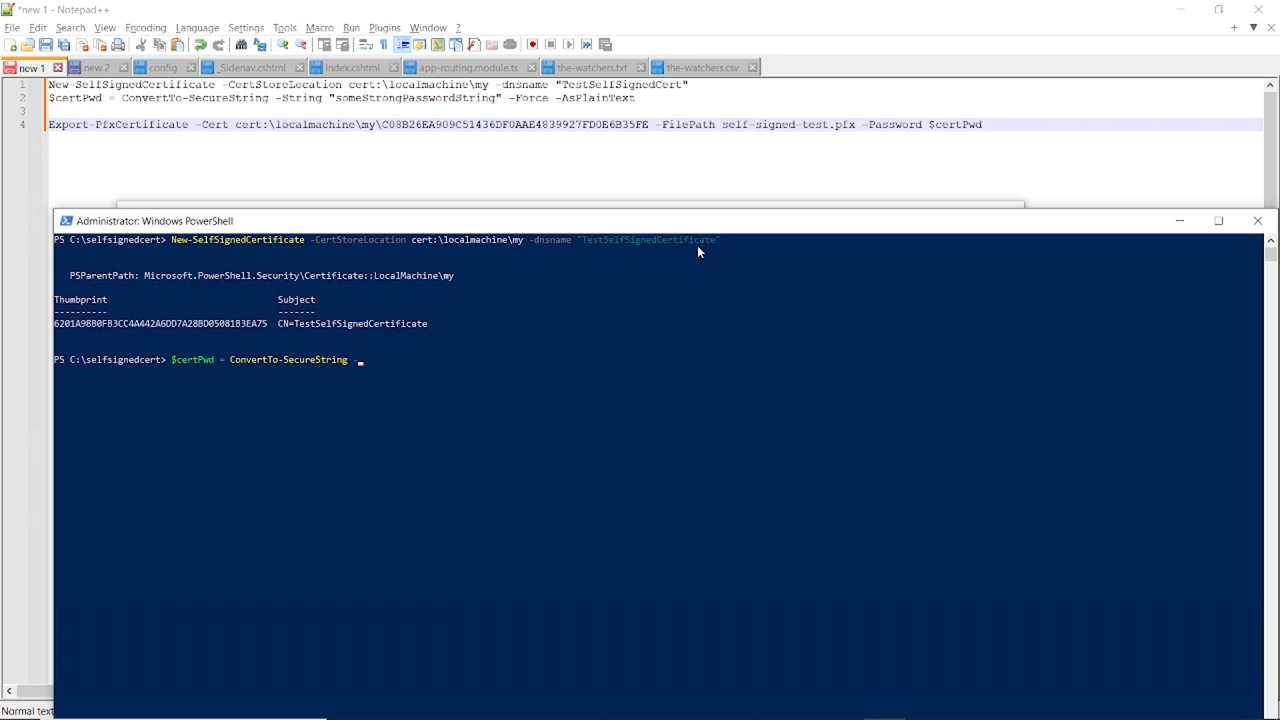 *new 1 - Notepad++
File Edit Search View Encoding Language Settings Tools Macro Run Plugins Window ?
new 1 new 2 config _Sidenav.cshtml Index.cshtml app-routing.module.ts the-watchers.txt the-watchers.csv
1 New-SelfSignedCertificate -CertStoreLocation cert:\localmachine\my -dnsname "TestSelfSignedCert"
2 $certPwd = ConvertTo-SecureString -String "someStrongPasswordString" -Force -AsPlainText
3
4 Export-PfxCertificate -Cert cert:\localmachine\my\C08B26EA909C51436DF0AAE4839927FD0E6B35FE -FilePath self-signed-test.pfx -Password $certPwd
Administrator: Windows PowerShell
PS C:\selfsignedcert> New-SelfSignedCertificate -CertStoreLocation cert:\localmachine\my -dnsname "TestSelfSignedCertificate"
PSParentPath: Microsoft.PowerShell.Security\Certificate::LocalMachine\my
Thumbprint Subject
---------- -------
6201A98B0FB3CC4A442A6DD7A28BD05081B3EA75 CN=TestSelfSignedCertificate
PS C:\selfsignedcert> $certPwd = ConvertTo-SecureString -_
Normal text